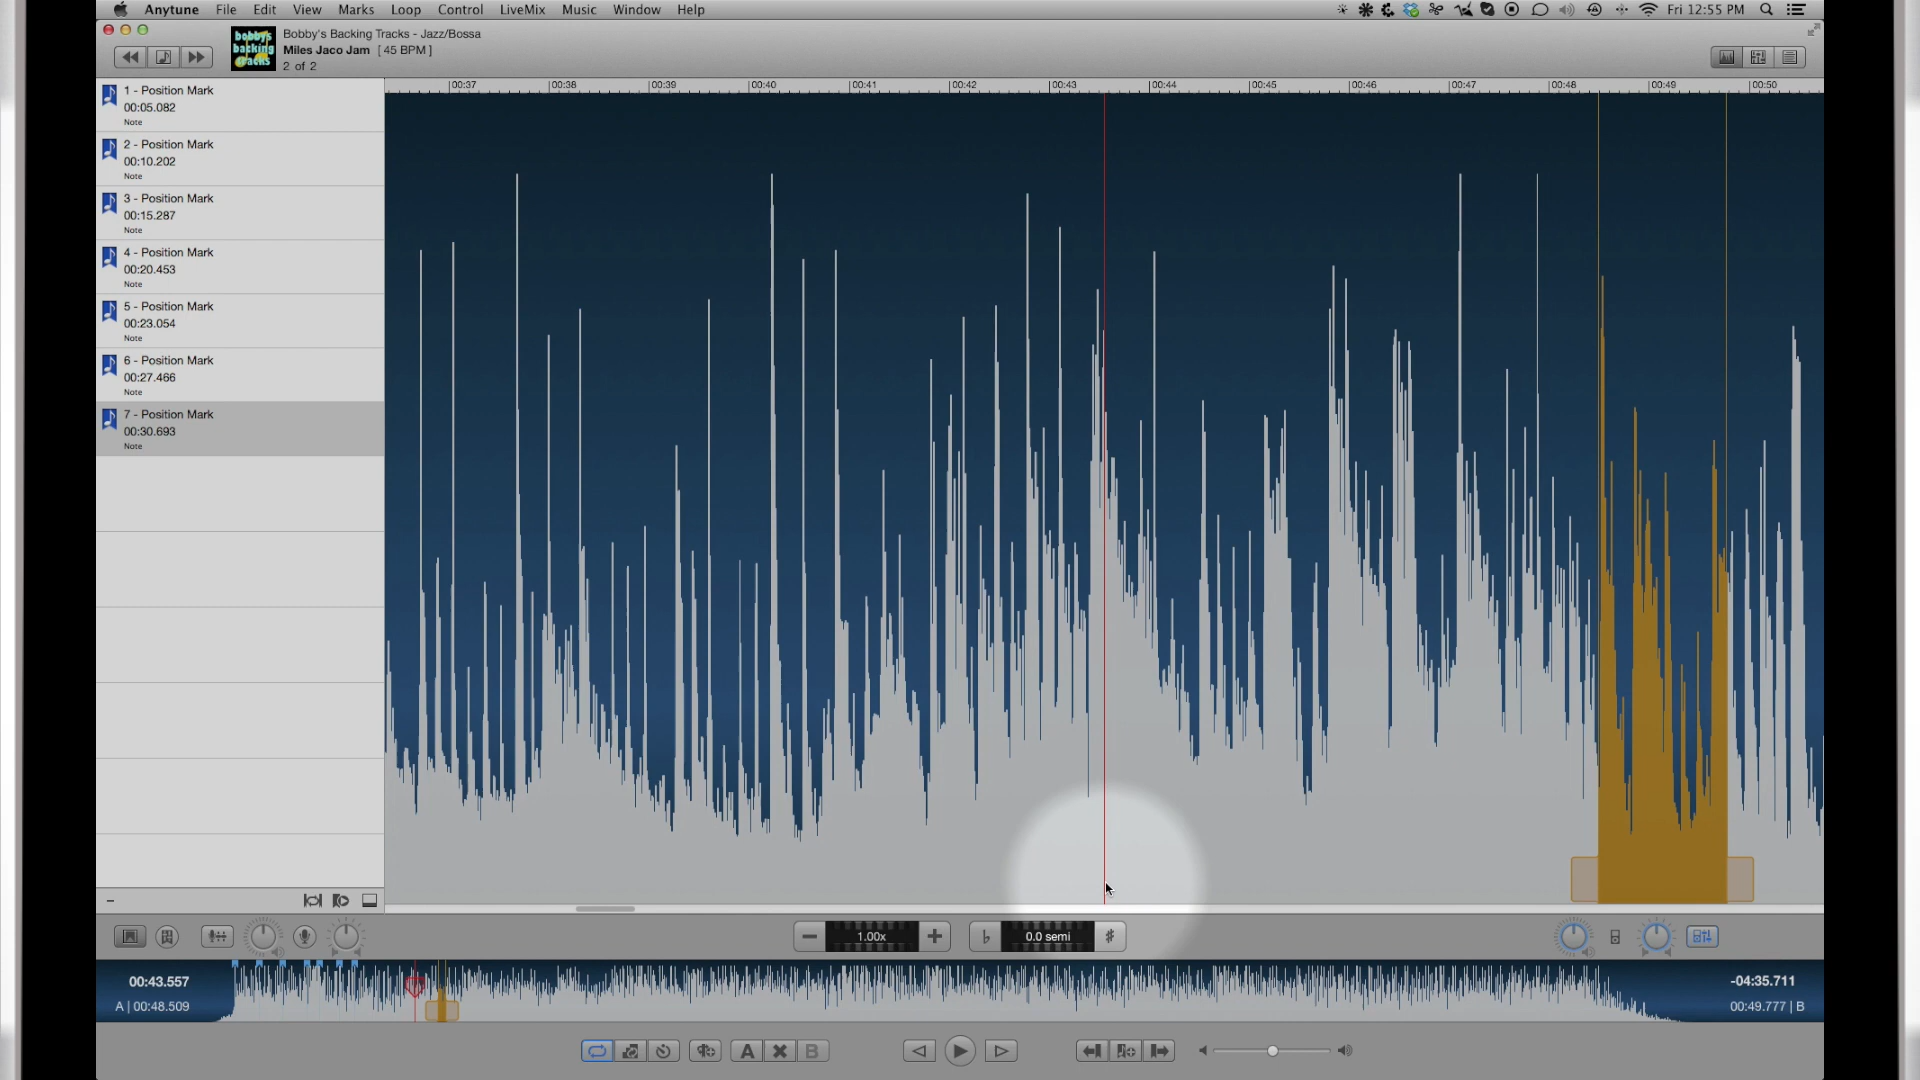 Anytune File Edit View Marks Loop Control LiveMix Music Window Help Fri 12:55 PM
bobby's backing tracks
Bobby's Backing Tracks - Jazz/Bossa
Miles Jaco Jam [ 45 BPM ]
2 of 2
00:37 00:38 00:39 00:40 00:41 00:42 00:43 00:44 00:45 00:46 00:47 00:48 00:49 00:50
1 - Position Mark
00:05.082
Note
2 - Position Mark
00:10.202
Note
3 - Position Mark
00:15.287
Note
4 - Position Mark
00:20.453
Note
5 - Position Mark
00:23.054
Note
6 - Position Mark
00:27.466
Note
7 - Position Mark
00:30.693
Note
1.00x
0.0 semi
00:43.557
A | 00:48.509
-04:35.711
00:49.777 | B
A
B